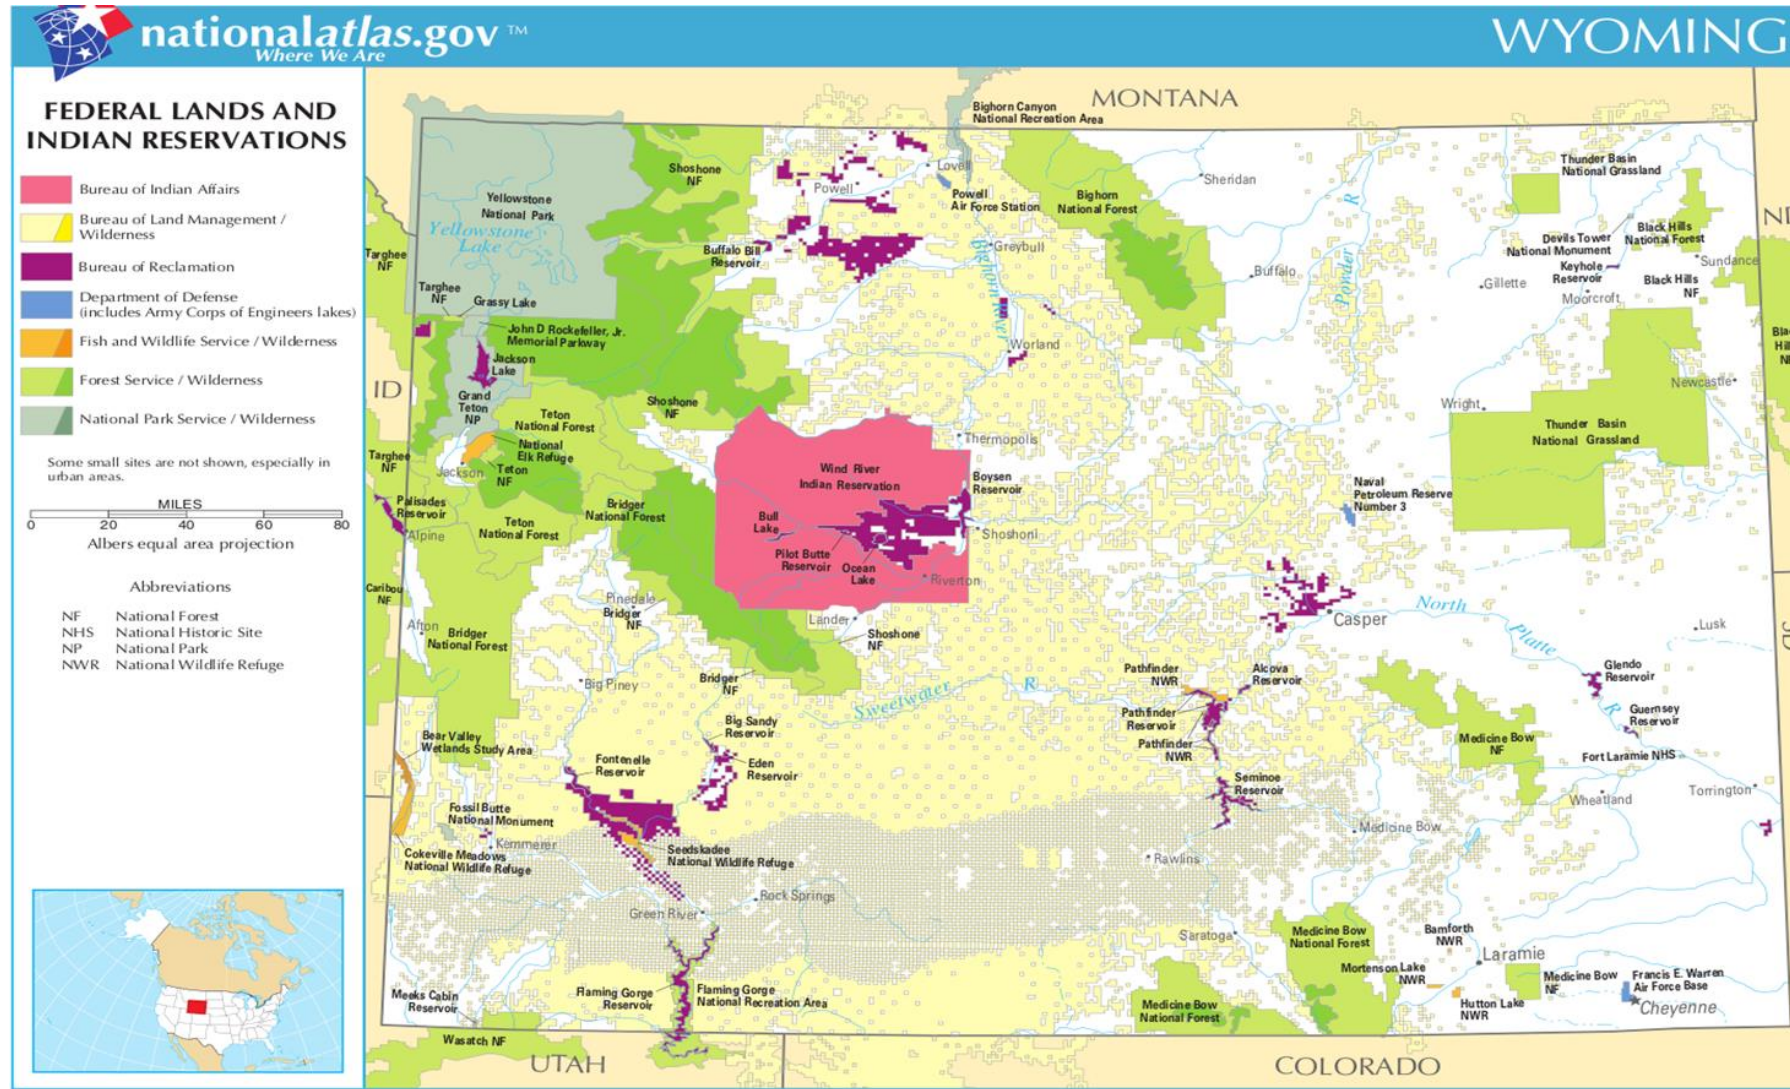 nationalatlas.gov ™
Where We Are
WYOMING
FEDERAL LANDS AND
INDIAN RESERVATIONS
Bureau of Indian Affairs
Bureau of Land Management /
Wilderness
Bureau of Reclamation
Department of Defense
(includes Army Corps of Engineers lakes)
Fish and Wildlife Service / Wilderness
Forest Service / Wilderness
National Park Service / Wilderness
Some small sites are not shown, especially in
urban areas.
MILES
0 20 40 60 80
Albers equal area projection
Abbreviations
NF National Forest
NHS National Historic Site
NP National Park
NWR National Wildlife Refuge
MONTANA
Bighorn Canyon
National Recreation Area
Shoshone
NF
Lovell
Powell
Powell
Air Force Station
Bighorn
National Forest
Sheridan
Thunder Basin
National Grassland
Yellowstone
National Park
Yellowstone
Lake
Targhee
NF
Buffalo Bill
Reservoir
Greybull
Bighorn River
Buffalo
Powder
R
Devils Tower
National Monument
Black Hills
National Forest
Keyhole
Reservoir
Sundance
Gillette
Moorcroft
Black Hills
NF
Targhee
NF
Grassy Lake
John D Rockefeller, Jr.
Memorial Parkway
Jackson
Lake
Worland
ID
Grand
Teton
NP
Teton
National Forest
Shoshone
NF
Newcastle
Wright
Thunder Basin
National Grassland
National
Elk Refuge
Jackson
Teton
NF
Targhee
NF
Thermopolis
Wind River
Indian Reservation
Boysen
Reservoir
Naval
Petroleum Reserve
Number 3
Palisades
Reservoir
Alpine
Teton
National Forest
Bridger
National Forest
Bull
Lake
Shoshoni
Pilot Butte
Reservoir
Ocean
Lake
Riverton
Caribou
NF
Pinedale
Bridger
NF
Lander
Shoshone
NF
Casper
North
Platte
R
Lusk
Afton
Bridger
National Forest
Bridger
NF
Big Piney
Sweetwater
R
Pathfinder
NWR
Alcova
Reservoir
Pathfinder
Reservoir
Pathfinder
NWR
Glendo
Reservoir
Guernsey
Reservoir
Medicine Bow
NF
Fort Laramie NHS
Big Sandy
Reservoir
Eden
Reservoir
Bear Valley
Wetlands Study Area
Fontenelle
Reservoir
Seminoe
Reservoir
Wheatland
Torrington
Fossil Butte
National Monument
Kemmerer
Medicine Bow
Cokeville Meadows
National Wildlife Refuge
Seedskadee
National Wildlife Refuge
Rawlins
Rock Springs
Green River
Saratoga
Medicine Bow
National Forest
Bamforth
NWR
Laramie
Mortenson Lake
NWR
Medicine Bow
NF
Francis E. Warren
Air Force Base
Meeks Cabin
Reservoir
Flaming Gorge
Reservoir
Flaming Gorge
National Recreation Area
Medicine Bow
National Forest
Hutton Lake
NWR
Cheyenne
Wasatch NF
UTAH
COLORADO